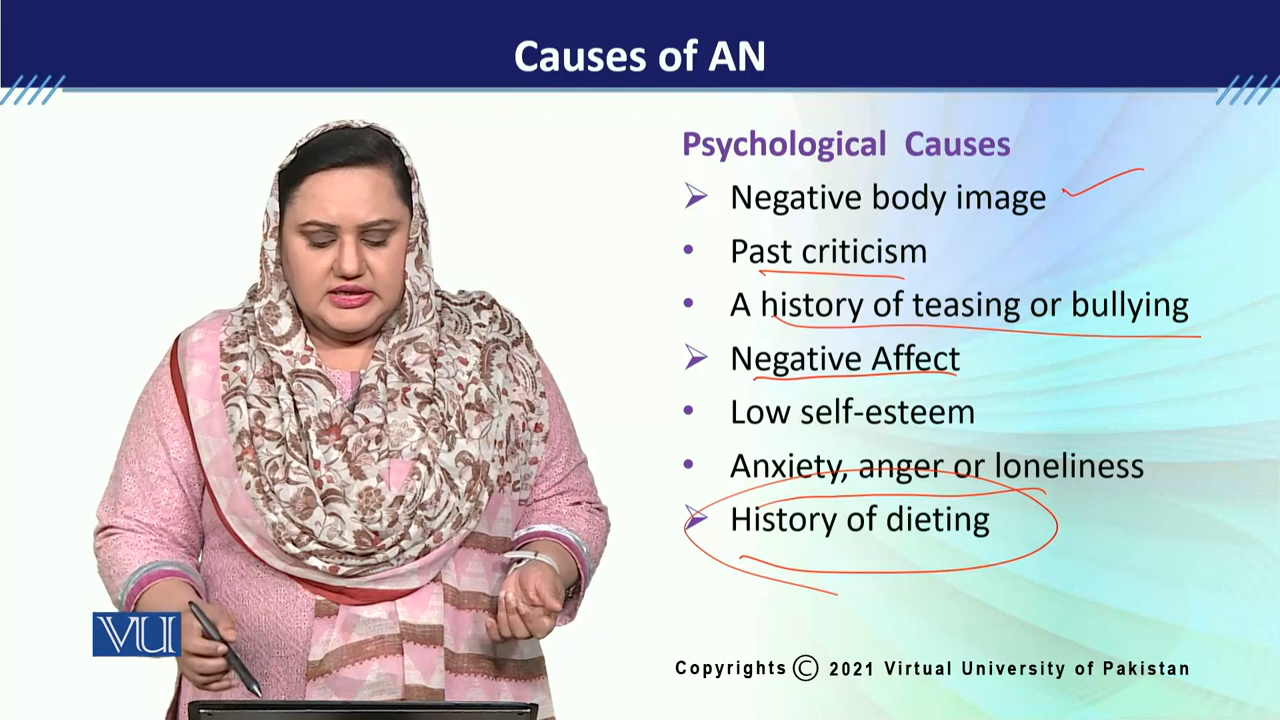 Causes of AN
Psychological Causes
Negative body image
Past criticism
A history of teasing or bullying
Negative Affect
Low self-esteem
Anxiety, anger or loneliness
History of dieting
VU
Copyrights © 2021 Virtual University of Pakistan